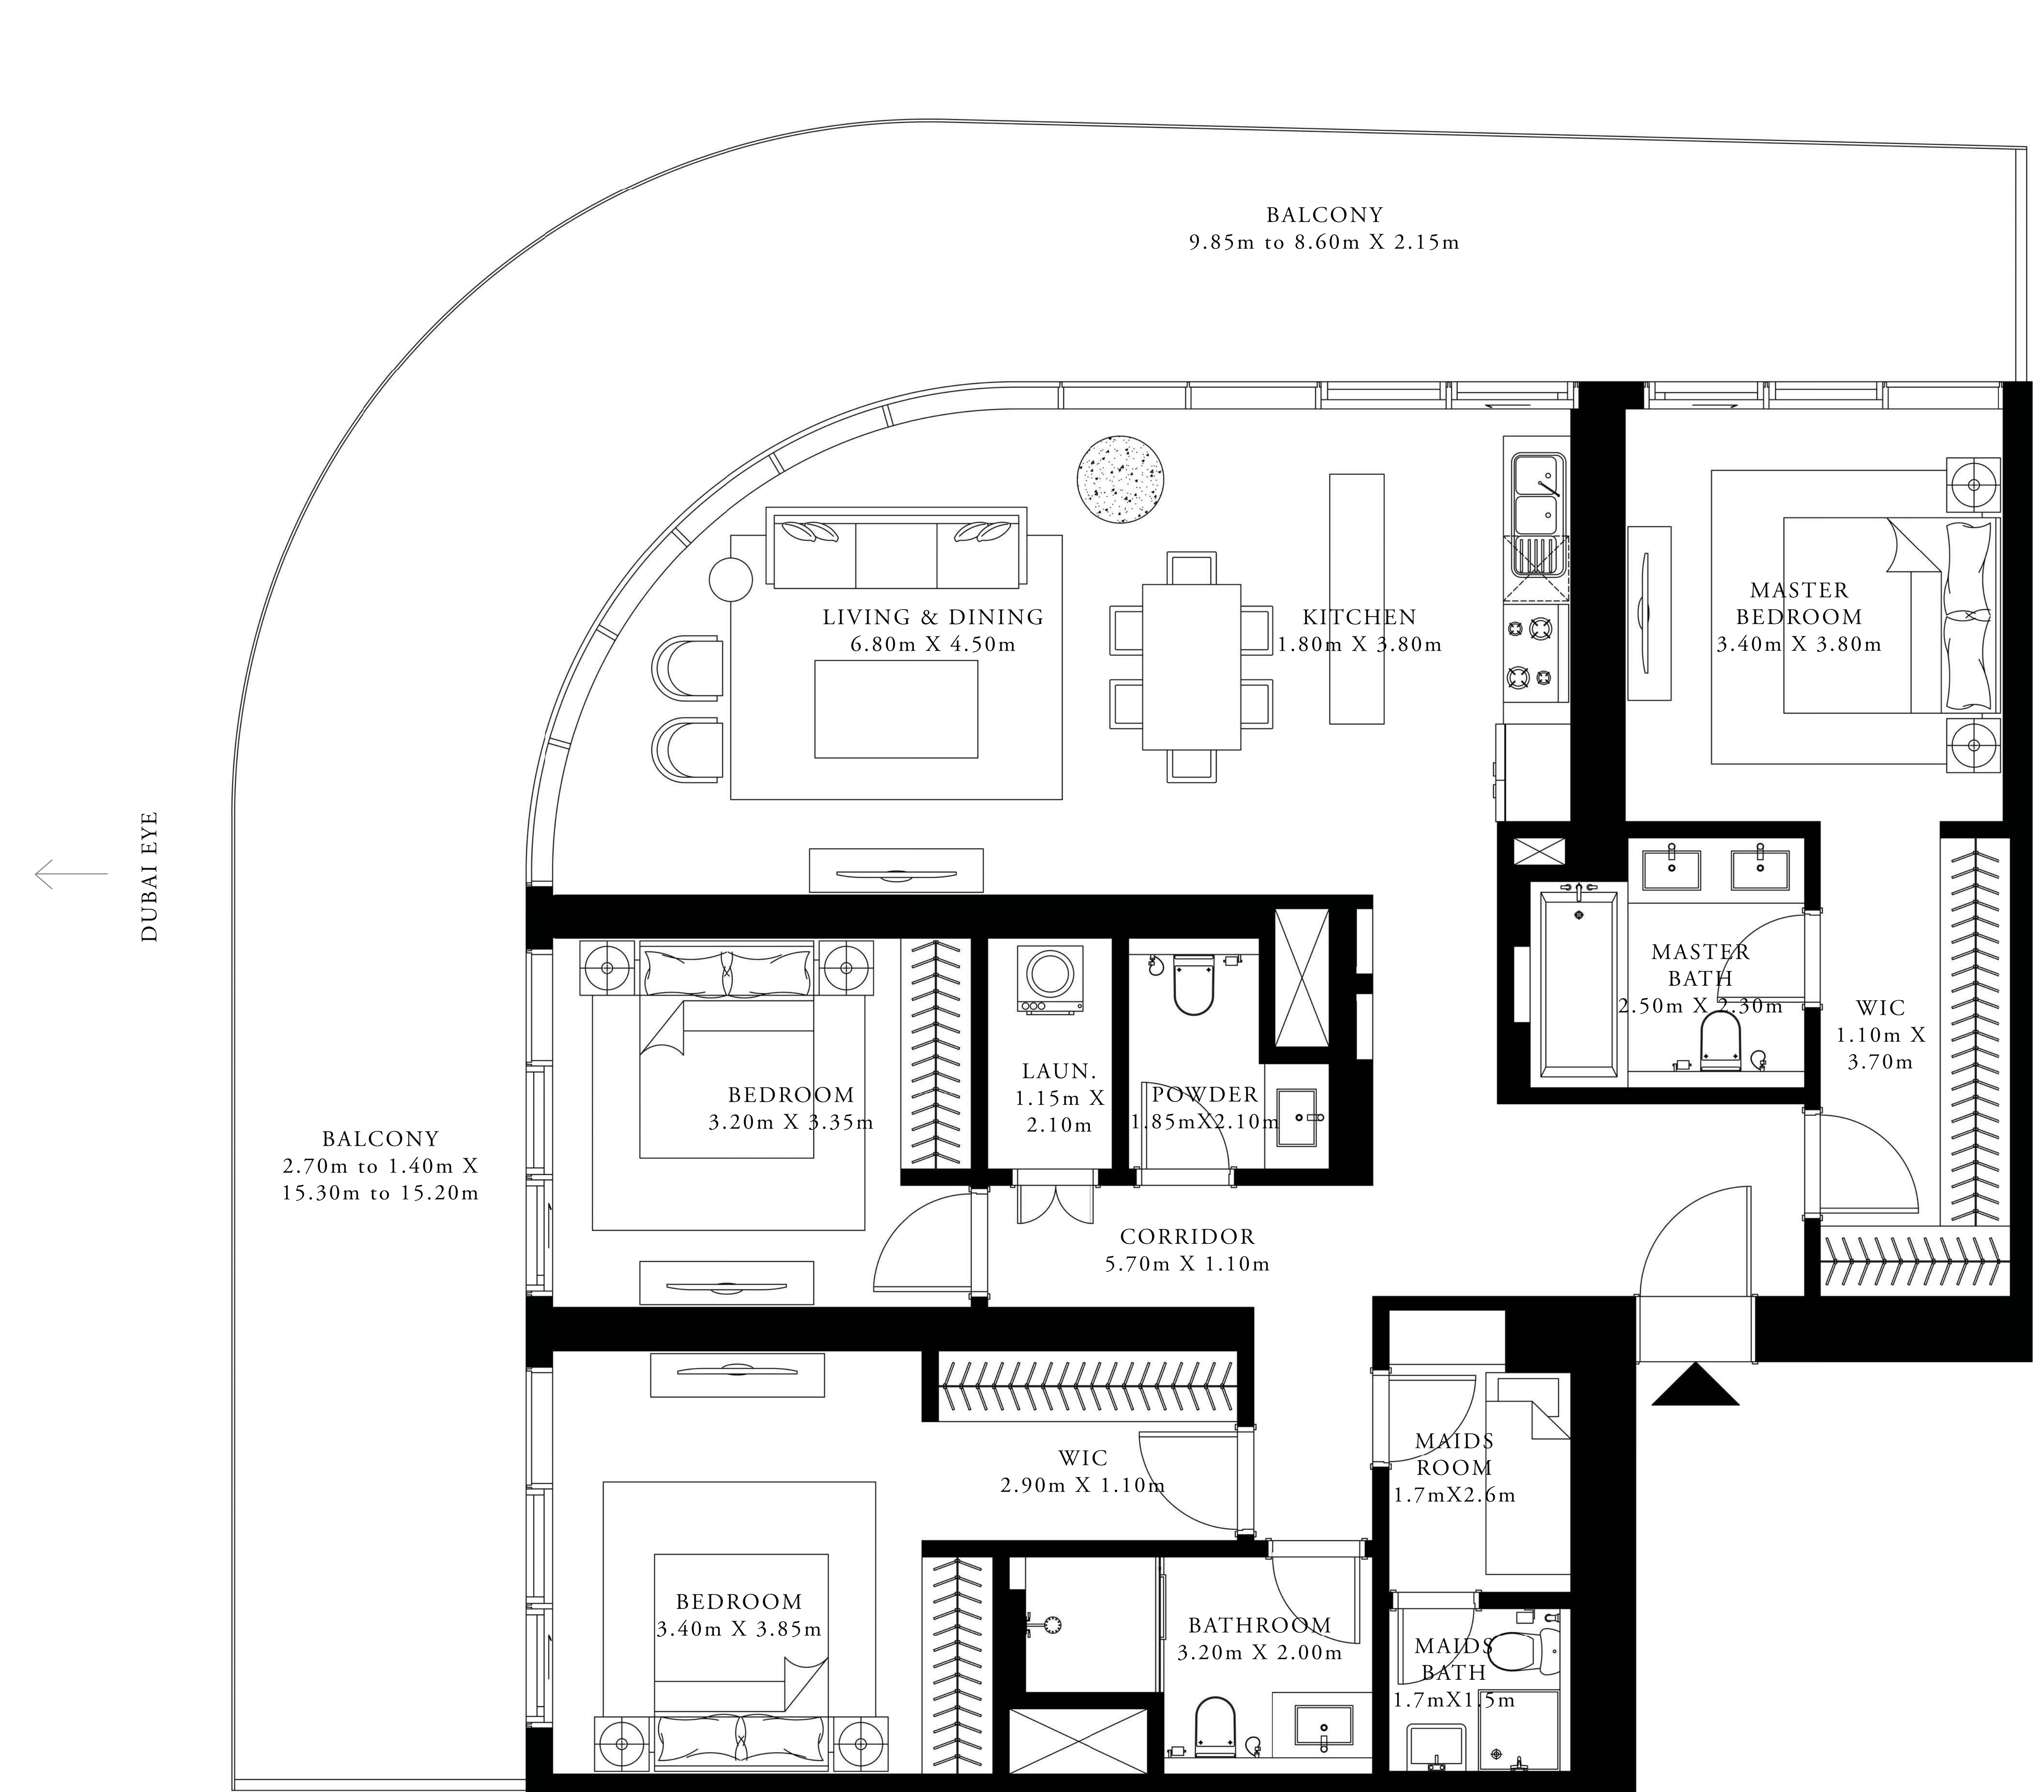 BALCONY
9.85m to 8.60m X 2.15m
LIVING & DINING
6.80m X 4.50m
KITCHEN
1.80m X 3.80m
MASTER
BEDROOM
3.40m X 3.80m
DUBAI EYE
MASTER
BATH
2.50m X 2.30m
WIC
1.10m X
3.70m
BEDROOM
3.20m X 3.35m
LAUN.
1.15m X
2.10m
POWDER
1.85mX2.10m
BALCONY
2.70m to 1.40m X
15.30m to 15.20m
CORRIDOR
5.70m X 1.10m
WIC
2.90m X 1.10m
MAIDS
ROOM
1.7mX2.6m
BEDROOM
3.40m X 3.85m
BATHROOM
3.20m X 2.00m
MAIDS
BATH
1.7mX1.5m